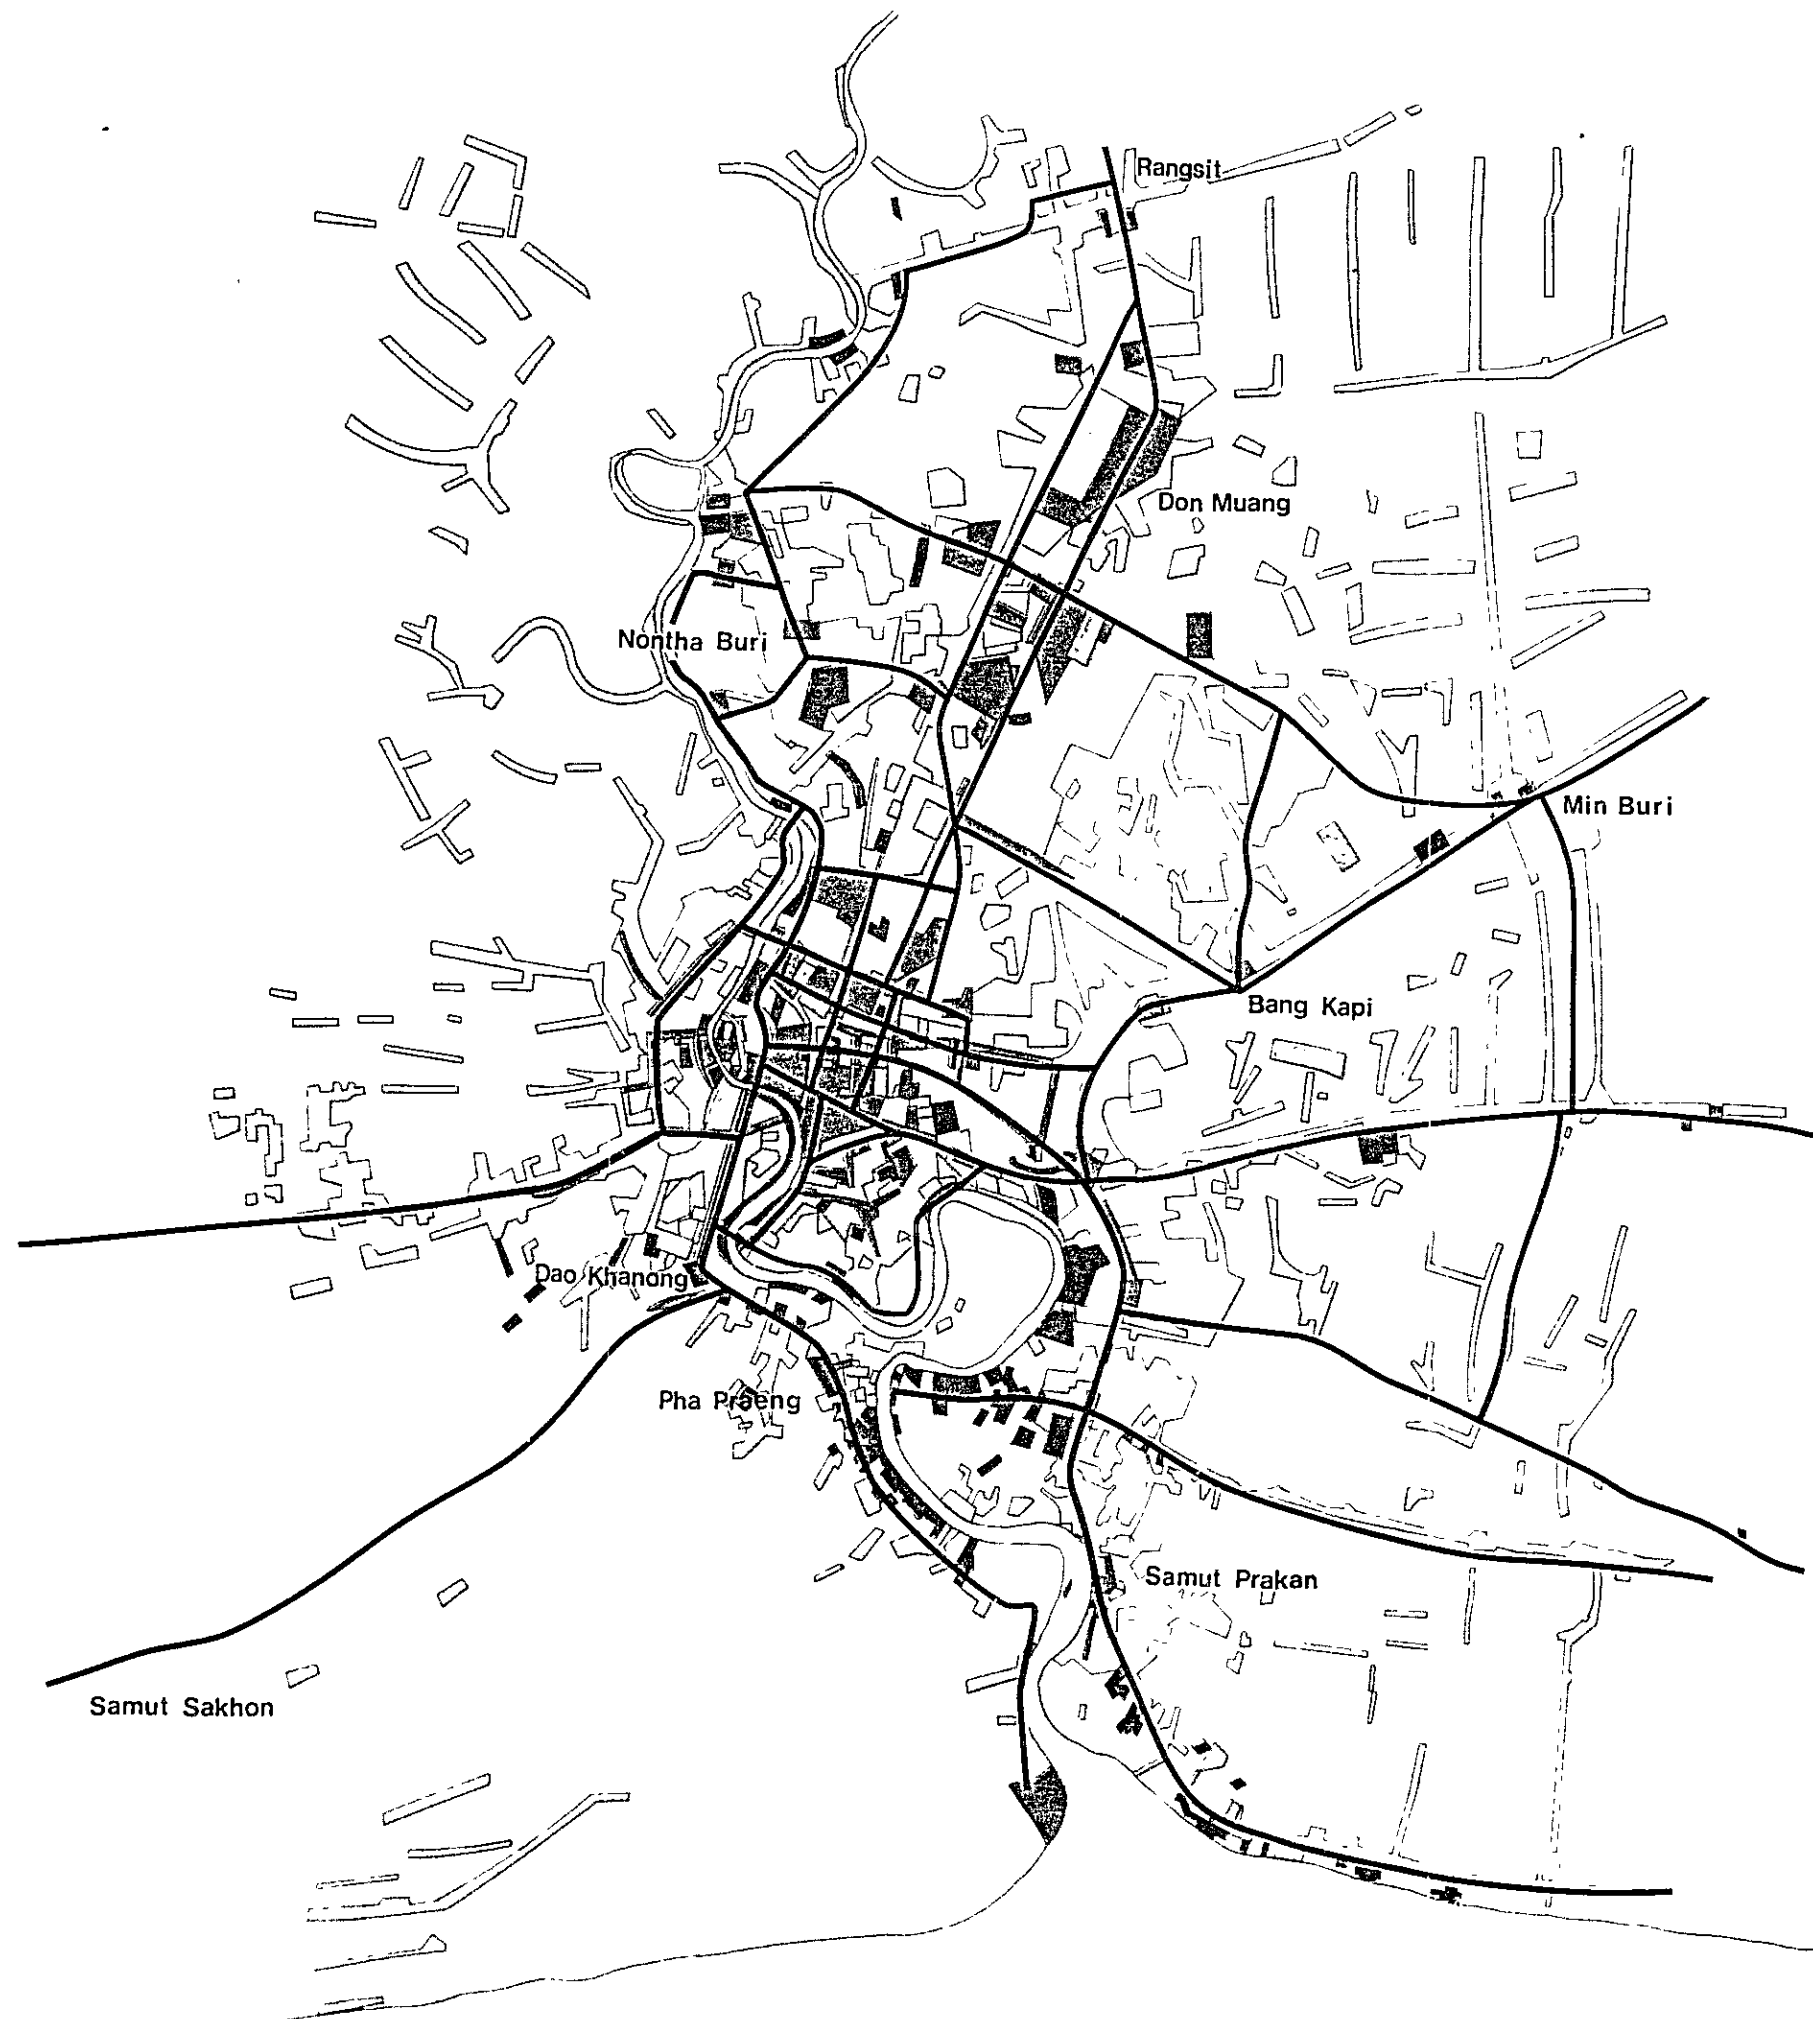 Rangsit
Don Muang
Nontha Buri
Min Buri
Bang Kapi
Dao Khanong
Pha Praeng
Samut Prakan
Samut Sakhon